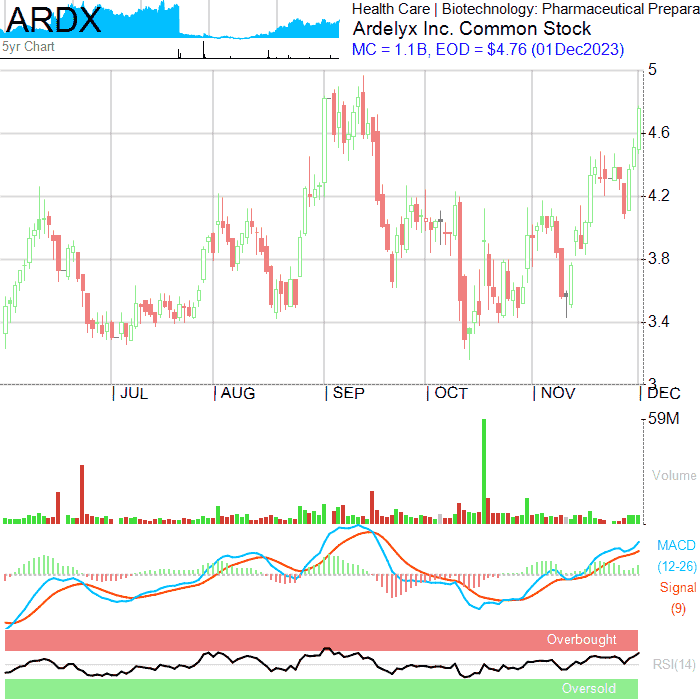 ARDX
5yr Chart
Health Care | Biotechnology: Pharmaceutical Prepara
Ardelyx Inc. Common Stock
MC = 1.1B, EOD = $4.76 (01Dec2023)
5
4.6
4.2
3.8
3.4
3
JUL
AUG
SEP
OCT
NOV
DEC
59M
Volume
MACD
(12-26)
Signal
(9)
Overbought
RSI(14)
Oversold